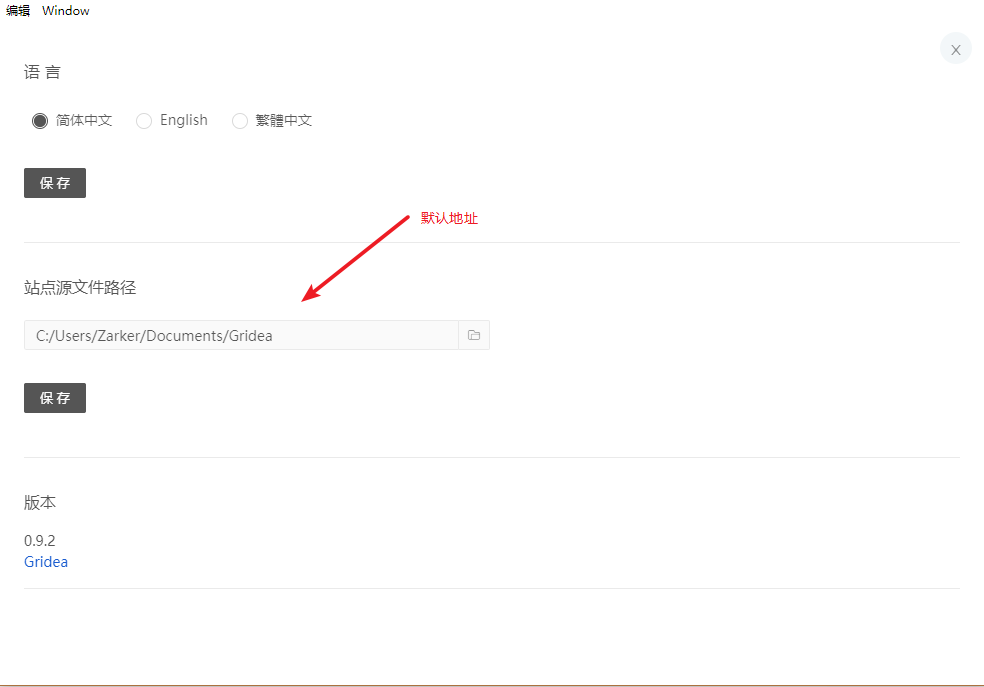 编辑 Window
X
语言
简体中文 English 繁體中文
保存
默认地址
站点源文件路径
C:/Users/Zarker/Documents/Gridea
保存
版本
0.9.2
Gridea